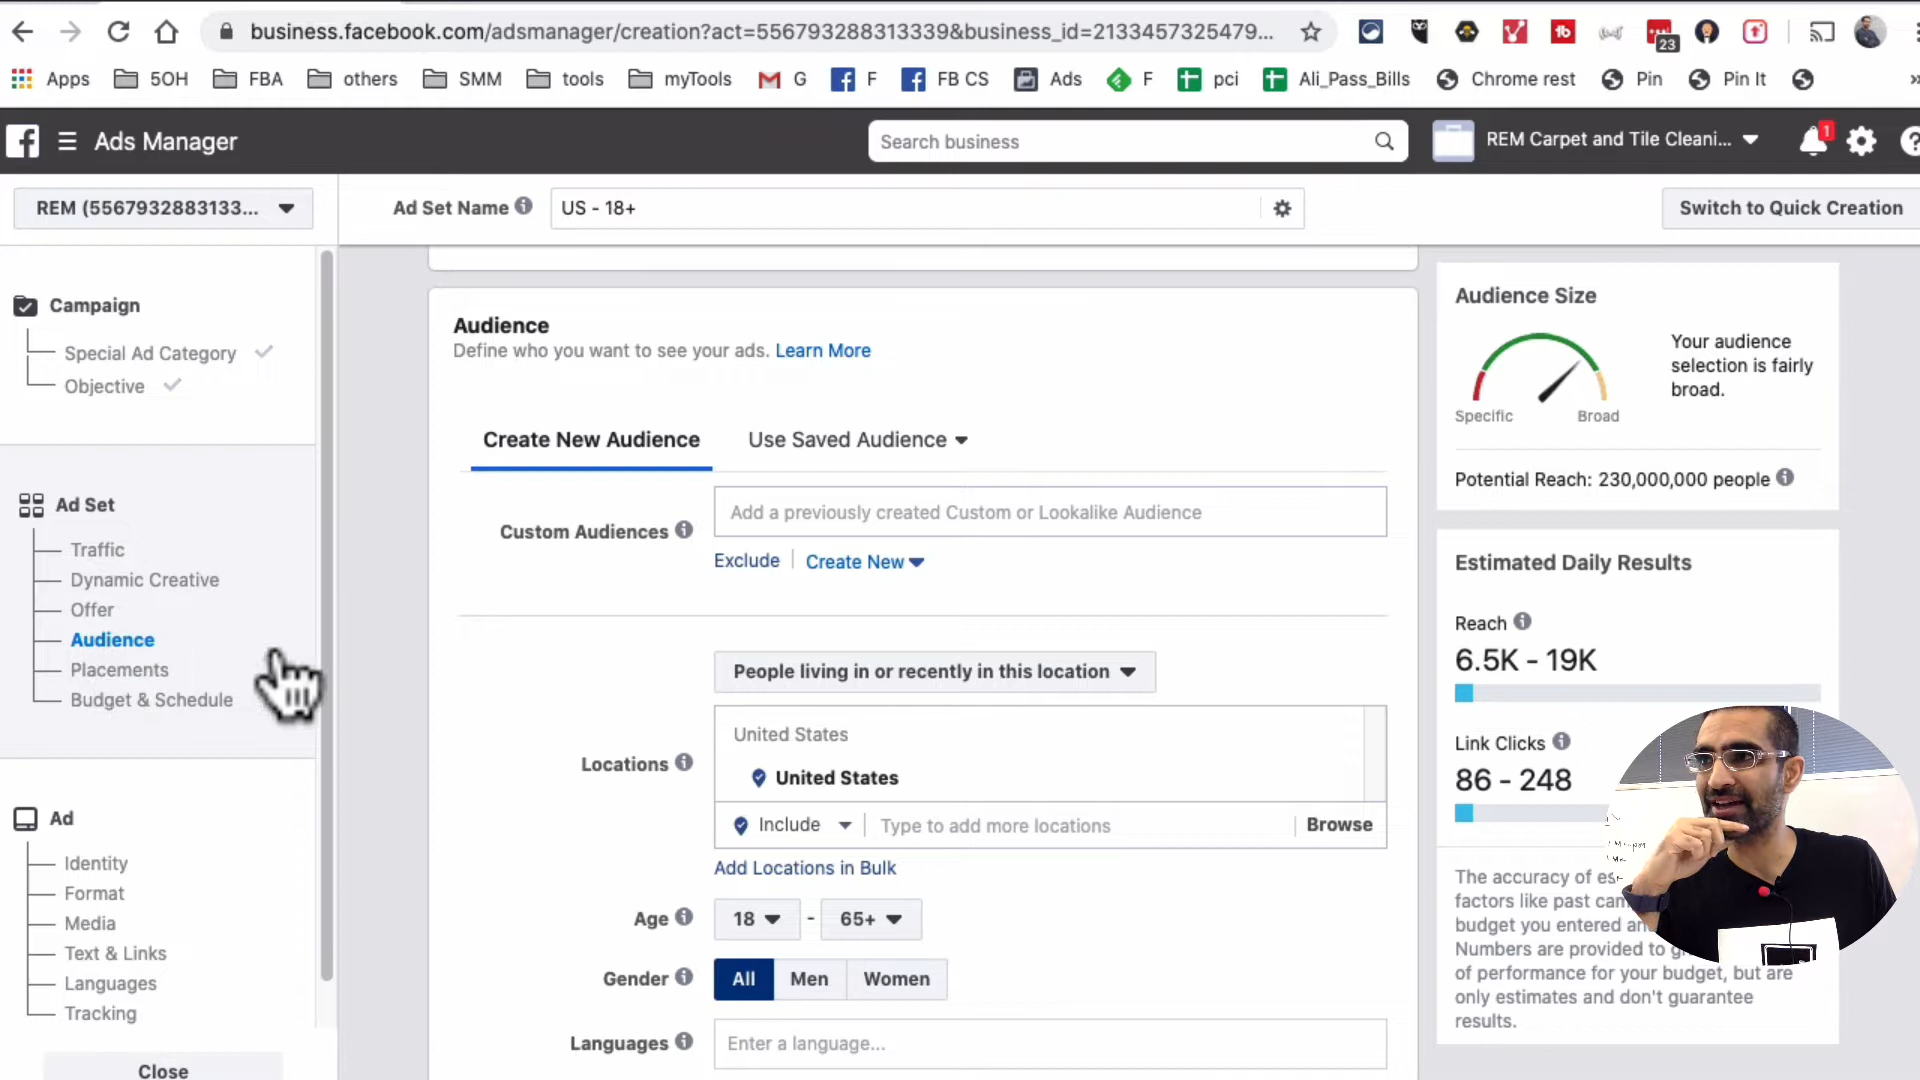 business.facebook.com/adsmanager/creation?act=556793288313339&business_id=2133457325479...
23
Apps 5OH FBA others SMM tools myTools G F FB CS Ads F pci Ali_Pass_Bills Chrome rest Pin Pin It »
Ads Manager
Search business
REM Carpet and Tile Cleani...
1
REM (5567932883133...
Ad Set Name
US - 18+
Switch to Quick Creation
Campaign
Special Ad Category
Objective
Ad Set
Traffic
Dynamic Creative
Offer
Audience
Placements
Budget & Schedule
Ad
Identity
Format
Media
Text & Links
Languages
Tracking
Close
Audience
Define who you want to see your ads. Learn More
Create New Audience
Use Saved Audience
Custom Audiences
Add a previously created Custom or Lookalike Audience
Exclude
Create New
People living in or recently in this location
Locations
United States
United States
Include
Type to add more locations
Browse
Add Locations in Bulk
Age
18 - 65+
Gender
All Men Women
Languages
Enter a language...
Audience Size
Specific Broad
Your audience
selection is fairly
broad.
Potential Reach: 230,000,000 people
Estimated Daily Results
Reach
6.5K - 19K
Link Clicks
86 - 248
The accuracy of
factors like past
budget you entered
Numbers are provided to
of performance for your budget, but are
only estimates and don't guarantee
results.